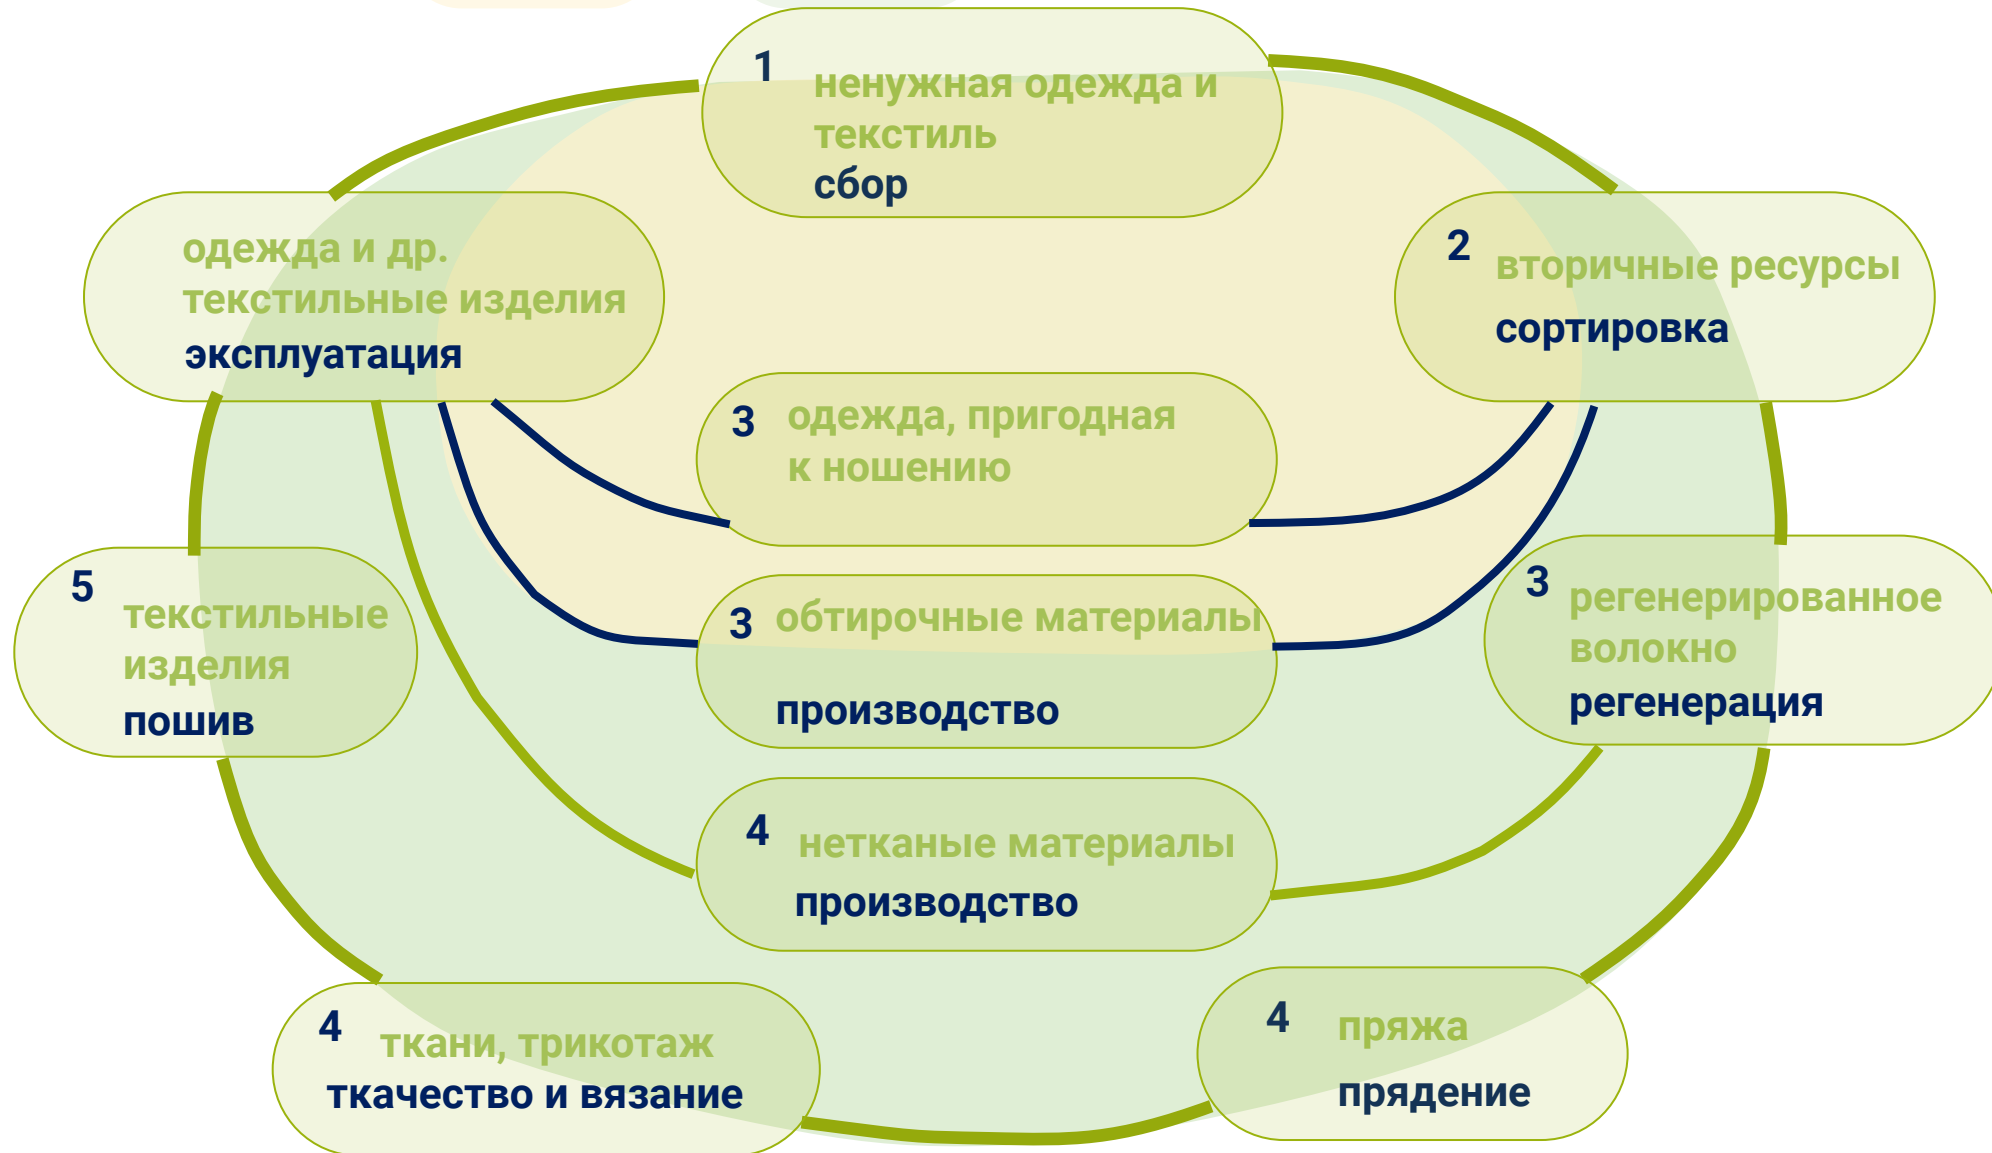 1
ненужная одежда и
текстиль
сбор
одежда и др.
текстильные изделия
эксплуатация
2
вторичные ресурсы
сортировка
3
одежда, пригодная
к ношению
5
текстильные
изделия
пошив
3
обтирочные материалы
производство
3
регенерированное
волокно
регенерация
4
нетканые материалы
производство
4
ткани, трикотаж
ткачество и вязание
4
пряжа
прядение